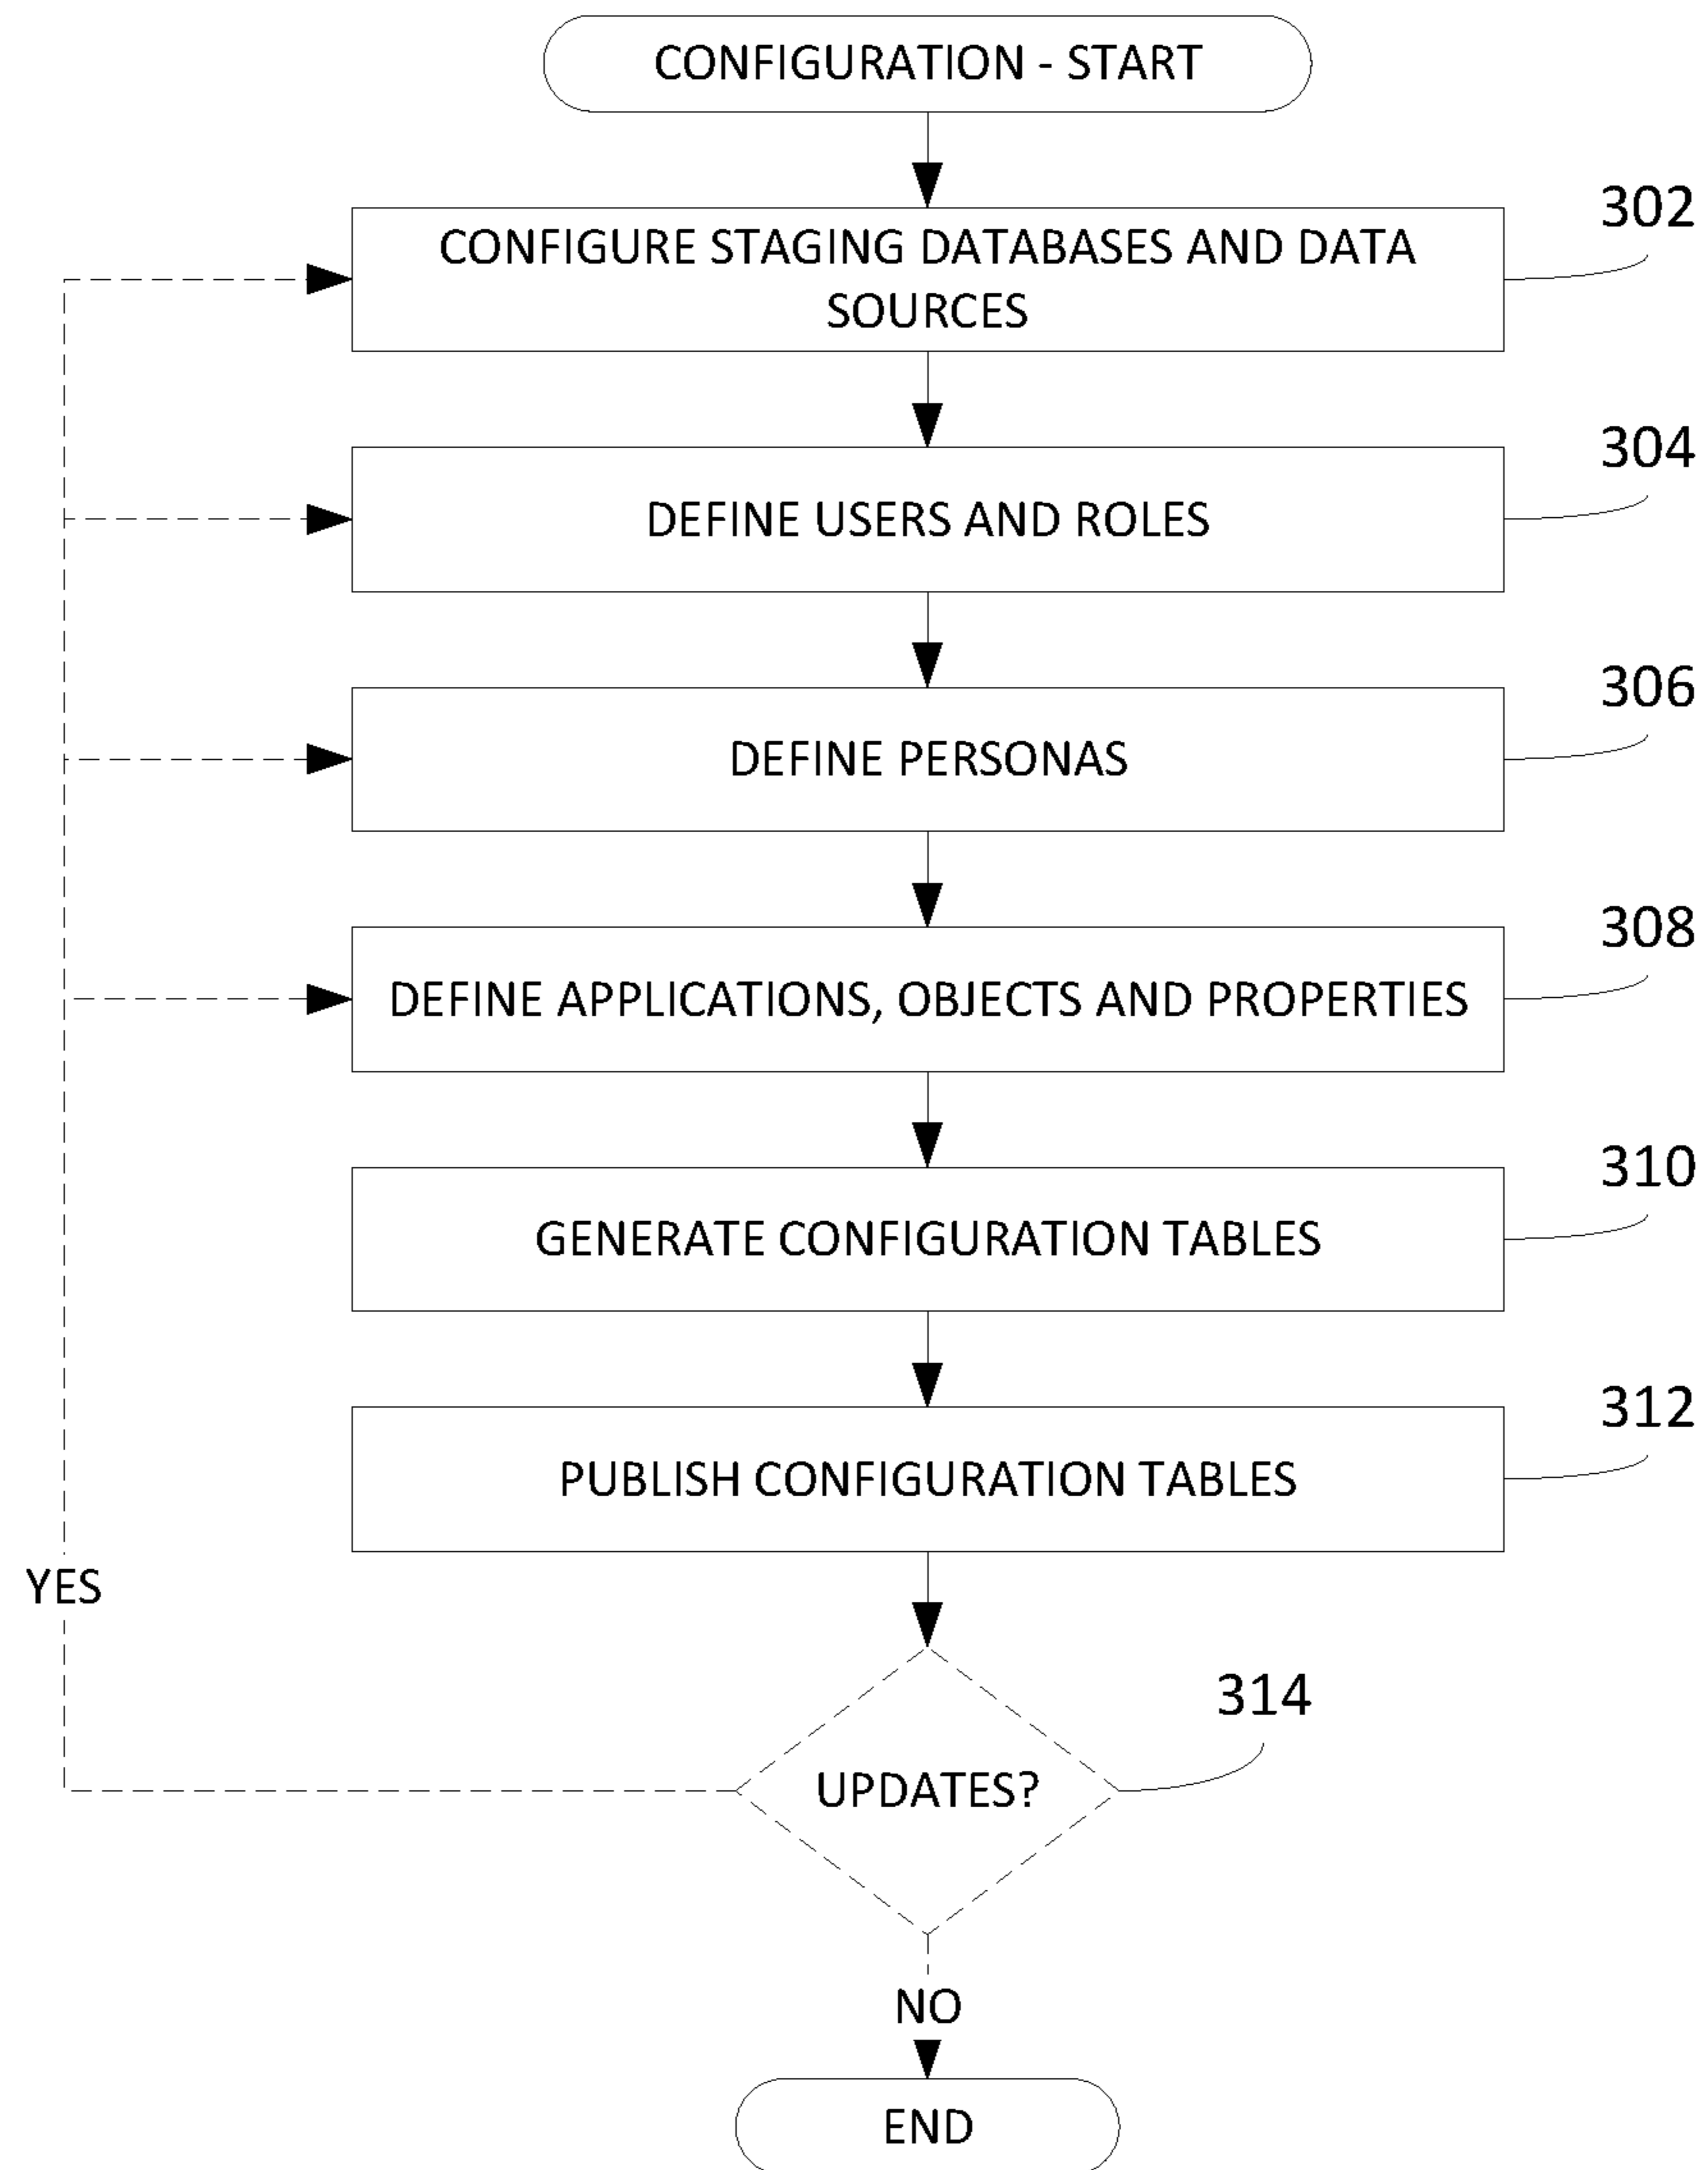 CONFIGURATION - START
302
CONFIGURE STAGING DATABASES AND DATA
SOURCES
304
DEFINE USERS AND ROLES
306
DEFINE PERSONAS
308
DEFINE APPLICATIONS, OBJECTS AND PROPERTIES
310
GENERATE CONFIGURATION TABLES
312
PUBLISH CONFIGURATION TABLES
YES
314
UPDATES?
NO
END